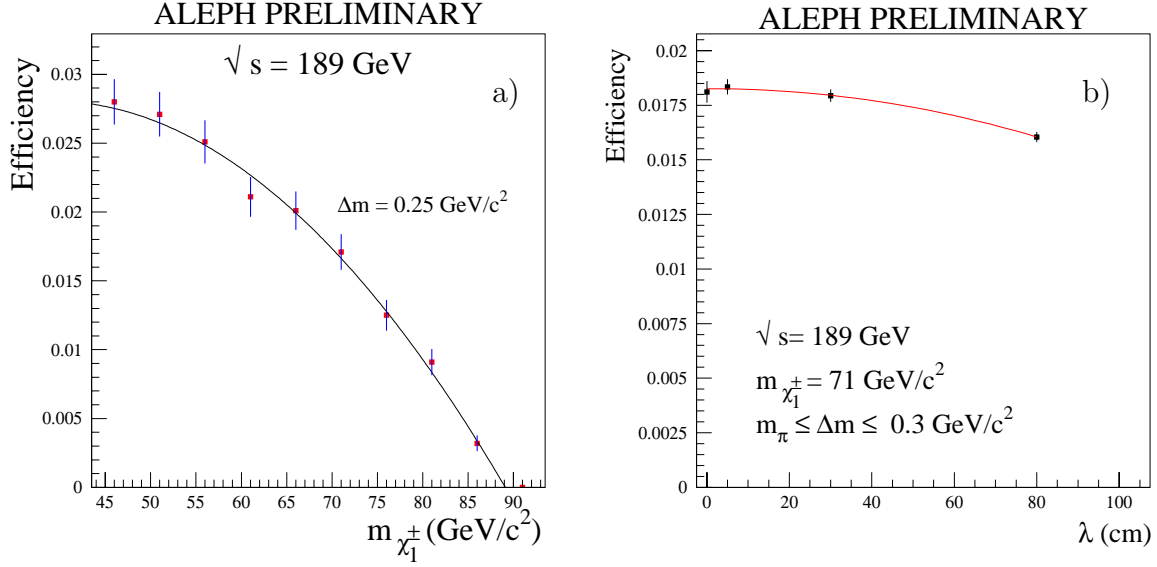 ALEPH PRELIMINARY
√ s = 189 GeV
a)
Δm = 0.25 GeV/c²
Efficiency
0.03
0.025
0.02
0.015
0.01
0.005
0
45 50 55 60 65 70 75 80 85 90
m χ₁± (GeV/c²)
ALEPH PRELIMINARY
b)
Efficiency
0.02
0.0175
0.015
0.0125
0.01
0.0075
0.005
0.0025
0
√ s= 189 GeV
m χ₁± = 71 GeV/c²
m π ≤ Δm ≤ 0.3 GeV/c²
0 20 40 60 80 100
λ (cm)